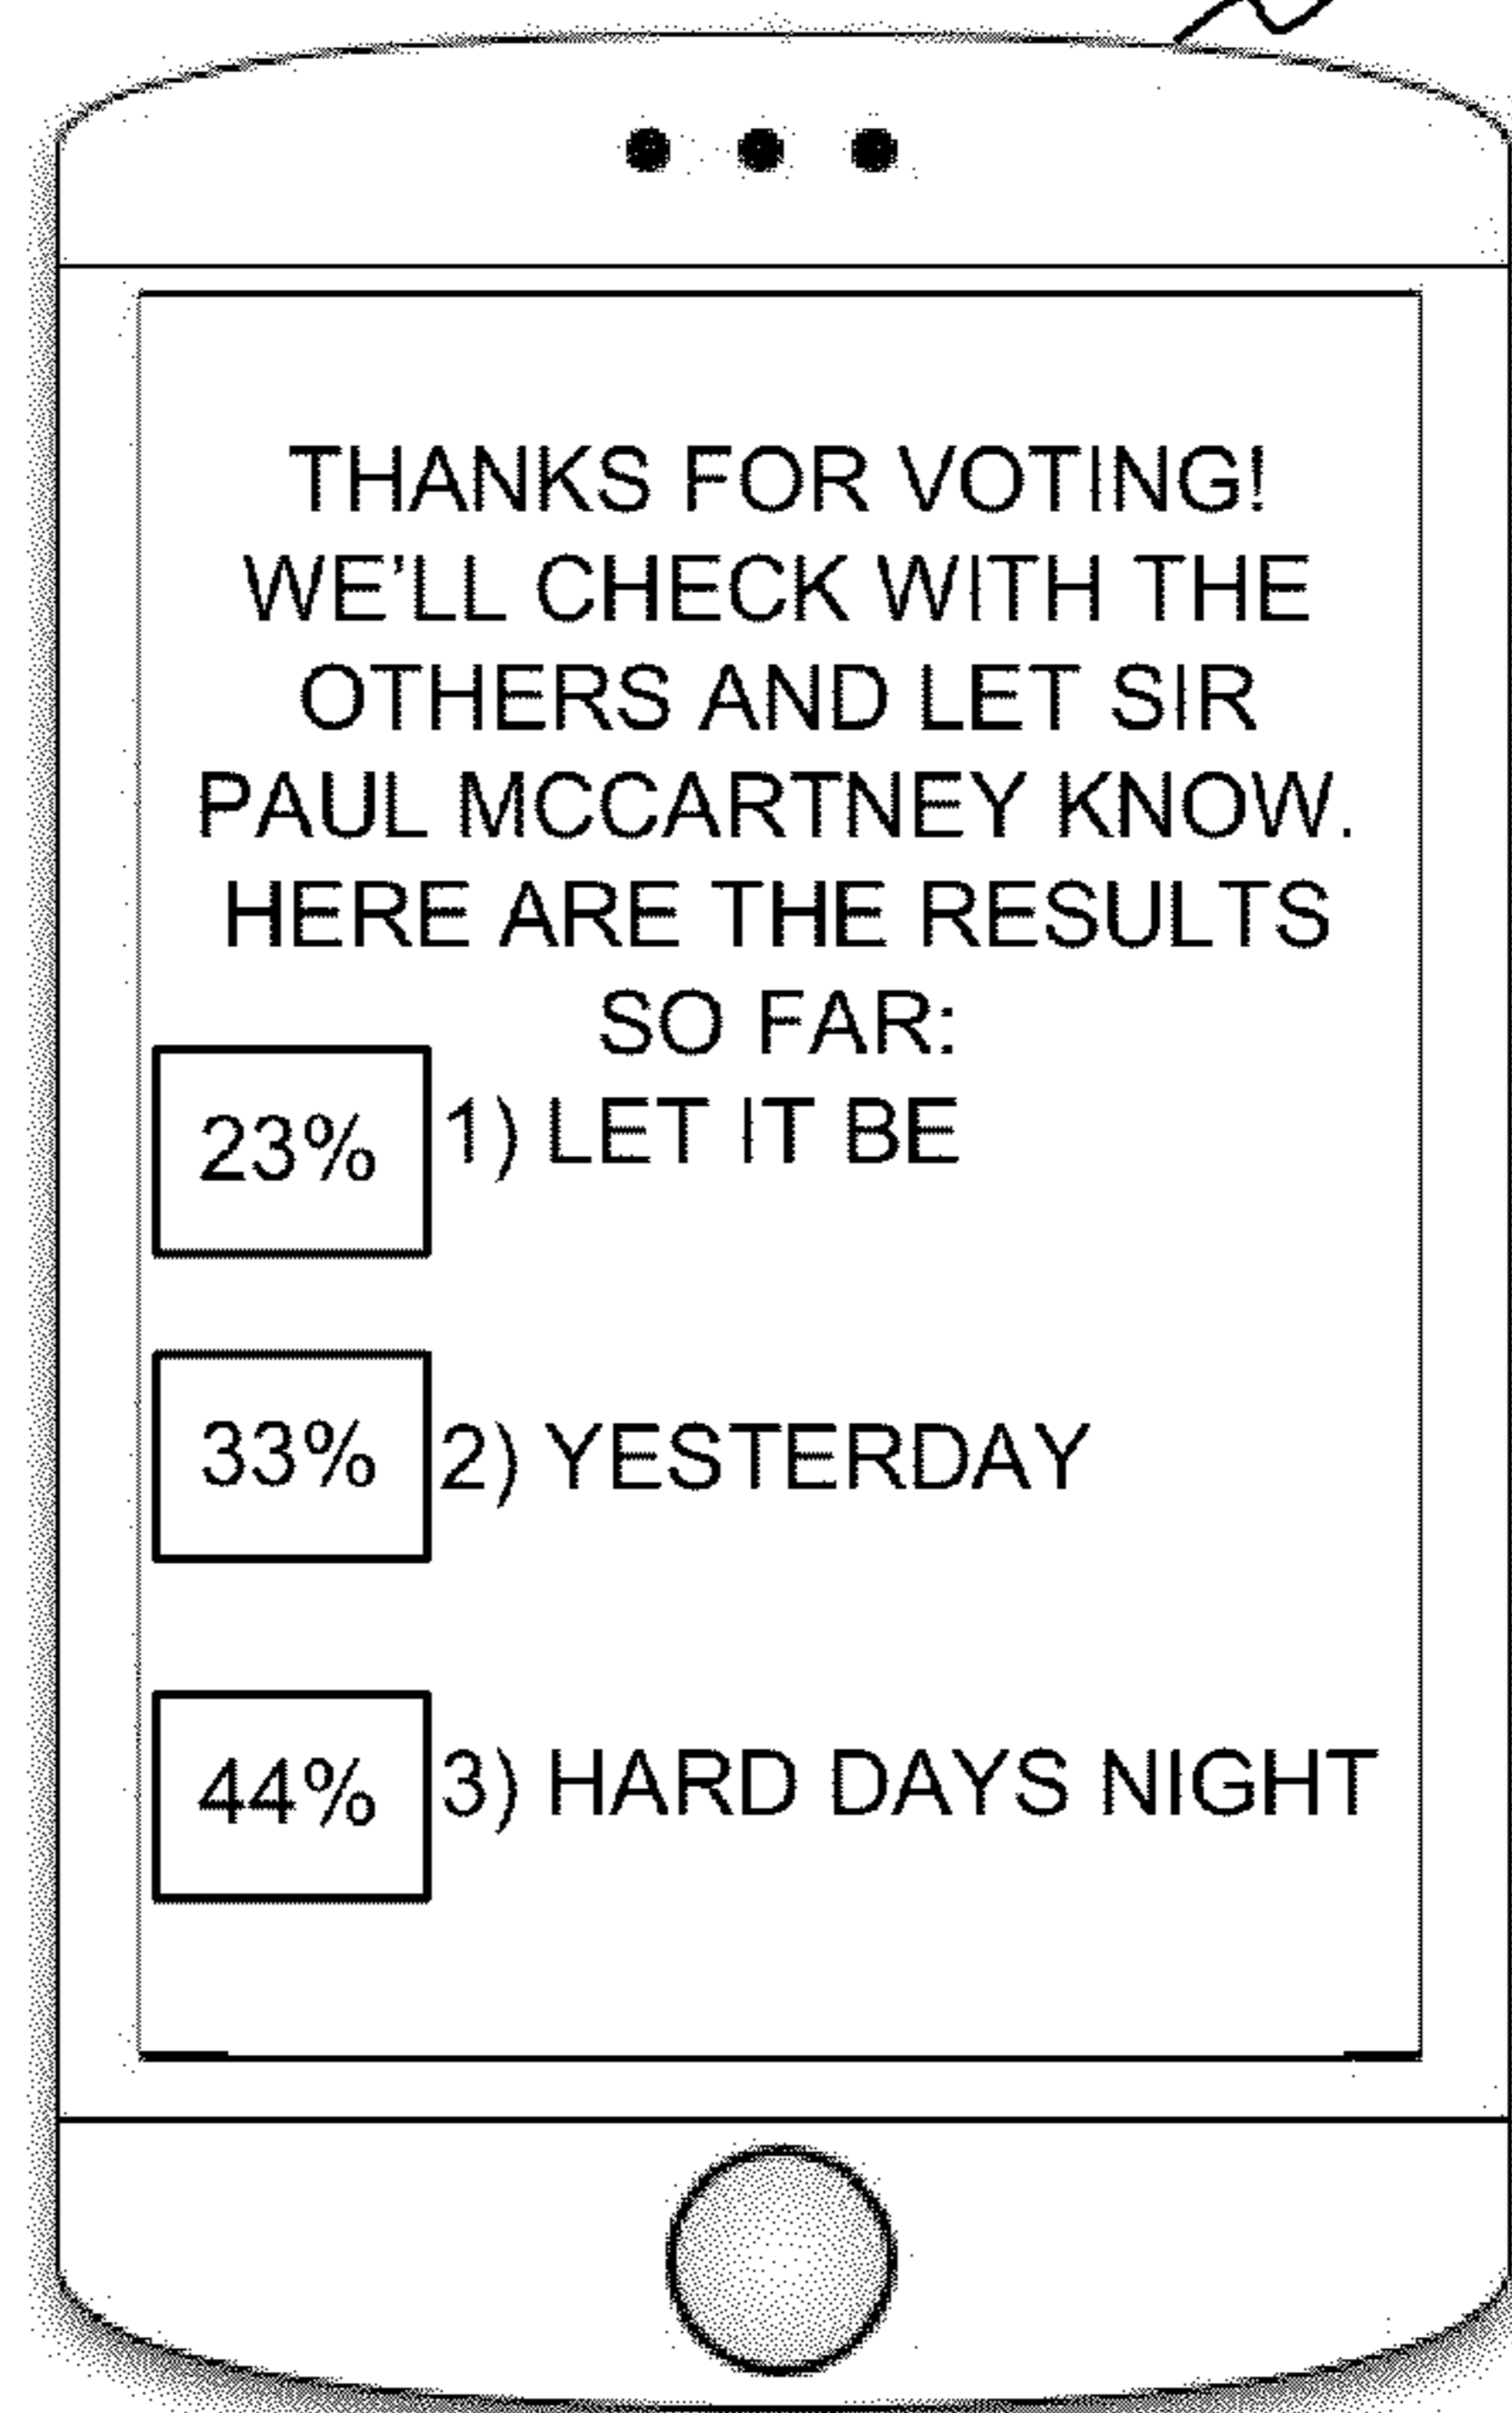 THANKS FOR VOTING!
WE'LL CHECK WITH THE
OTHERS AND LET SIR
PAUL MCCARTNEY KNOW.
HERE ARE THE RESULTS
SO FAR:
23% 1) LET IT BE
33% 2) YESTERDAY
44% 3) HARD DAYS NIGHT